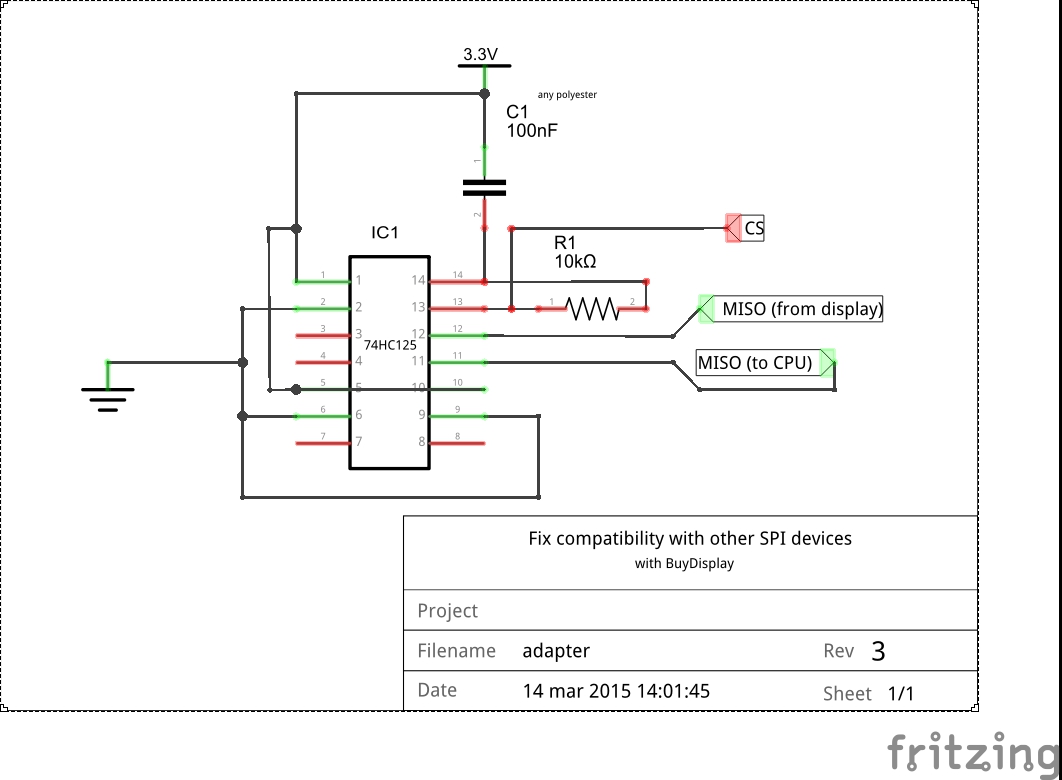 3.3V
any polyester
C1
100nF
1
2
IC1
CS
R1
10kΩ
1 1 14 14
2 2 13 13 1 2
MISO (from display)
3 3 12 12
74HC125
4 4 11 11
MISO (to CPU)
5 5 10 10
6 6 9 9
7 7 8 8
Fix compatibility with other SPI devices
with BuyDisplay
Project
Filename adapter Rev 3
Date 14 mar 2015 14:01:45 Sheet 1/1
fritzing